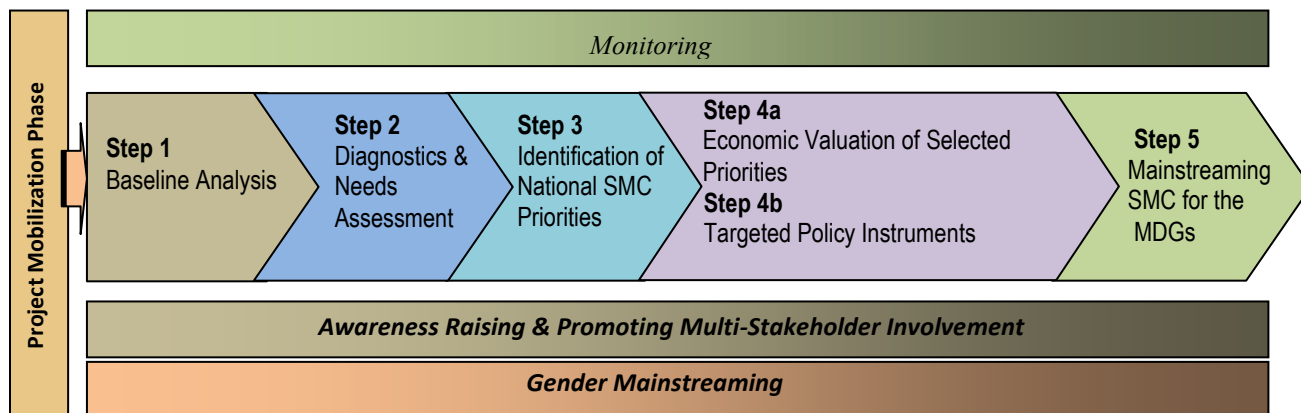 Project Mobilization Phase
Monitoring
Step 1
Baseline Analysis
Step 2
Diagnostics &
Needs
Assessment
Step 3
Identification of
National SMC
Priorities
Step 4a
Economic Valuation of Selected
Priorities
Step 4b
Targeted Policy Instruments
Step 5
Mainstreaming
SMC for the
MDGs
Awareness Raising & Promoting Multi-Stakeholder Involvement
Gender Mainstreaming